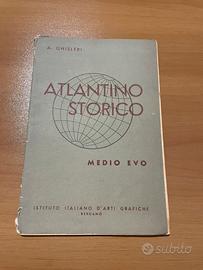 A. GHISLERI
ATLANTINO
STORICO
MEDIO EVO
ISTITUTO ITALIANO D'ARTI GRAFICHE
BERGAMO
subito